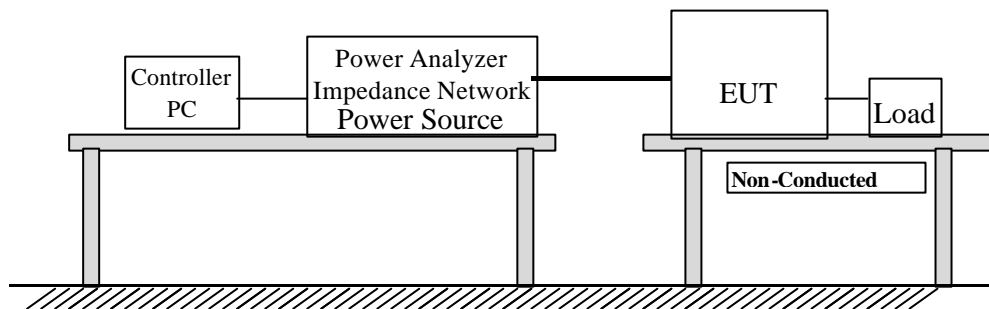 Controller
PC
Power Analyzer
Impedance Network
Power Source
EUT
Load
Non-Conducted